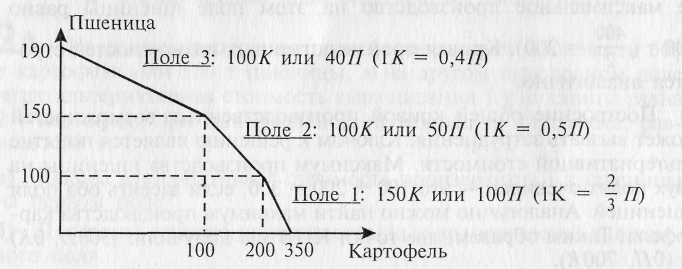 Пшеница
190
Поле 3: 100К или 40П (1К = 0,4П)
150
Поле 2: 100К или 50П (1К = 0,5П)
100
Поле 1: 150К или 100П (1К = 2/3 П)
100 200 350 Картофель